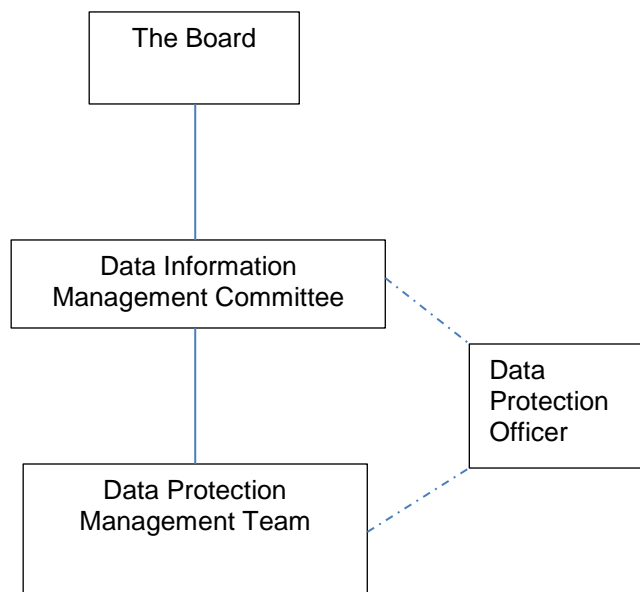 The Board
Data Information
Management Committee
Data
Protection
Officer
Data Protection
Management Team